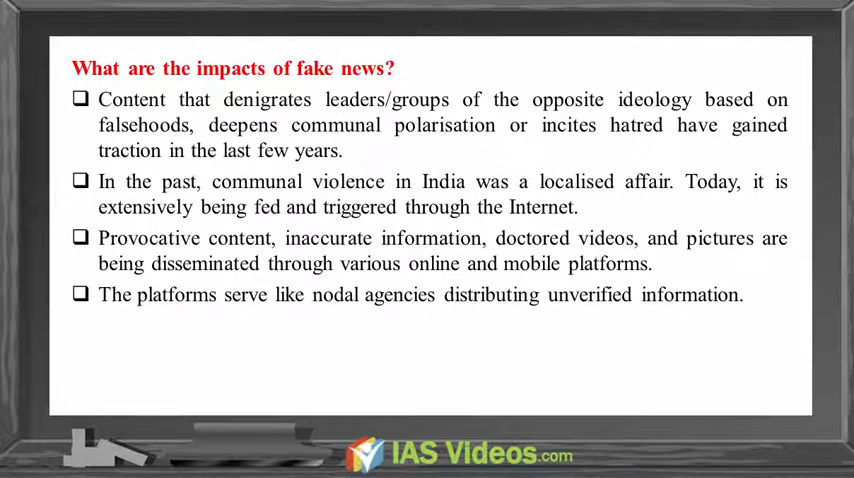 What are the impacts of fake news?
❑ Content that denigrates leaders/groups of the opposite ideology based on
falsehoods, deepens communal polarisation or incites hatred have gained
traction in the last few years.
❑ In the past, communal violence in India was a localised affair. Today, it is
extensively being fed and triggered through the Internet.
❑ Provocative content, inaccurate information, doctored videos, and pictures are
being disseminated through various online and mobile platforms.
❑ The platforms serve like nodal agencies distributing unverified information.
IAS Videos.com